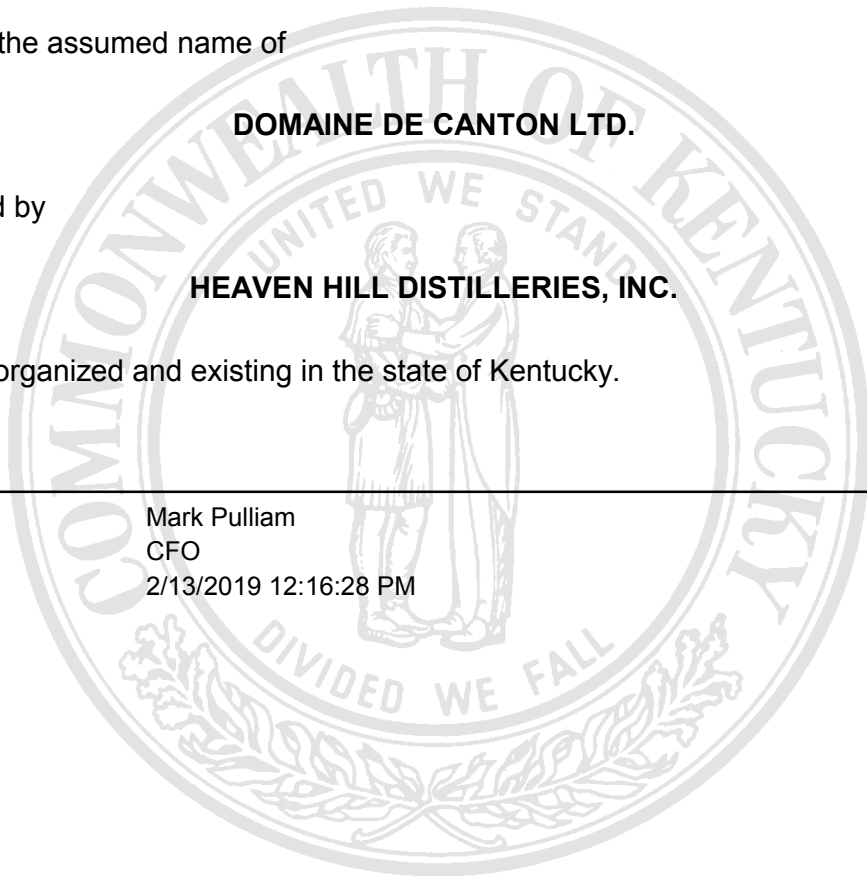 the assumed name of
DOMAINE DE CANTON LTD.
d by
HEAVEN HILL DISTILLERIES, INC.
organized and existing in the state of Kentucky.
Mark Pulliam
CFO
2/13/2019 12:16:28 PM
COMMONWEALTH OF KENTUCKY
UNITED WE STAND
DIVIDED WE FALL